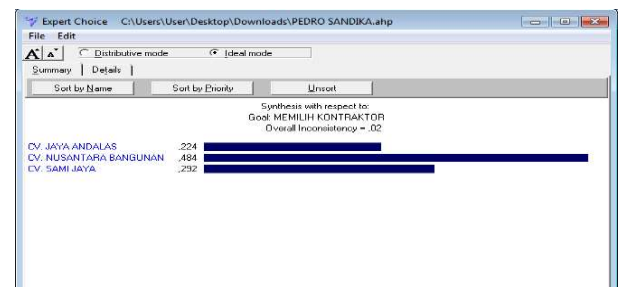 Expert Choice C:\Users\User\Desktop\Downloads\PEDRO SANDIKA.ahp
File Edit
A A Distributive mode Ideal mode
Summary Details
Sort by Name Sort by Priority Unsort
Synthesis with respect to:
Goal: MEMILIH KONTRAKTOR
Overall Inconsistency = .02
CV. JAYA ANDALAS .224
CV. NUSANTARA BANGUNAN .484
CV. SAMI JAYA .292